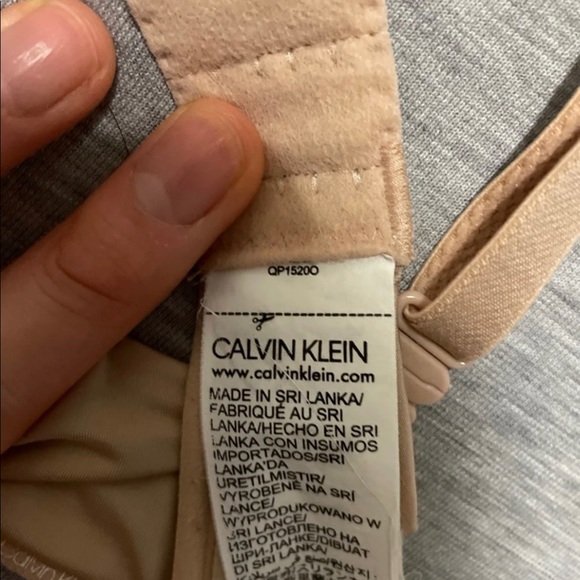 QP1520O
CALVIN KLEIN
www.calvinklein.com
MADE IN SRI LANKA/
FABRIQUÉ AU SRI
LANKA/HECHO EN SRI
LANKA CON INSUMOS
IMPORTADOS/SRI
LANKA'DA
ÜRETILMISTIR/
VYROBENÉ NA SRÍ
LANCE/
WYPRODUKOWANO W
SRI LANCE/
ИЗГОТОВЛЕНО НА
ШРИ-ЛАНКЕ/DIBUAT
DI SRI LANKA/